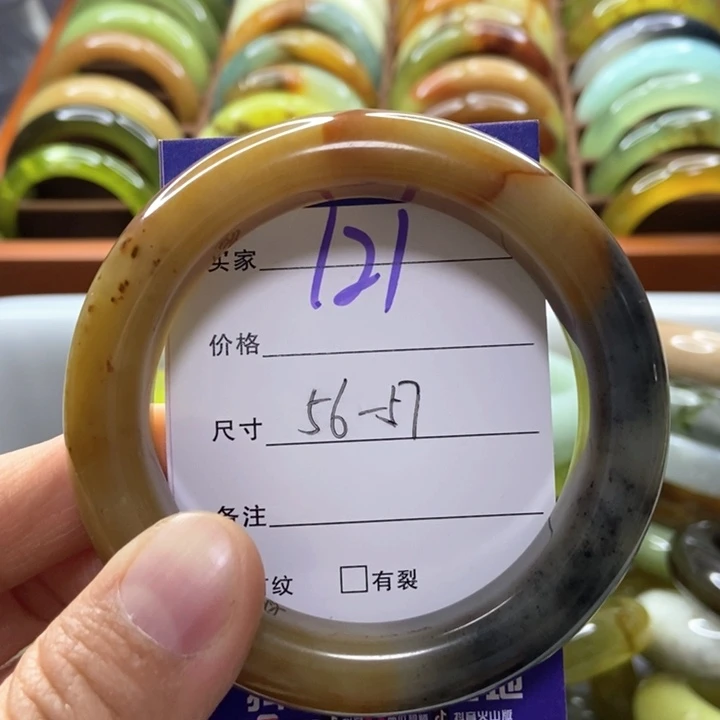 买家 121
价格
尺寸 56-57
备注
纹 □有裂